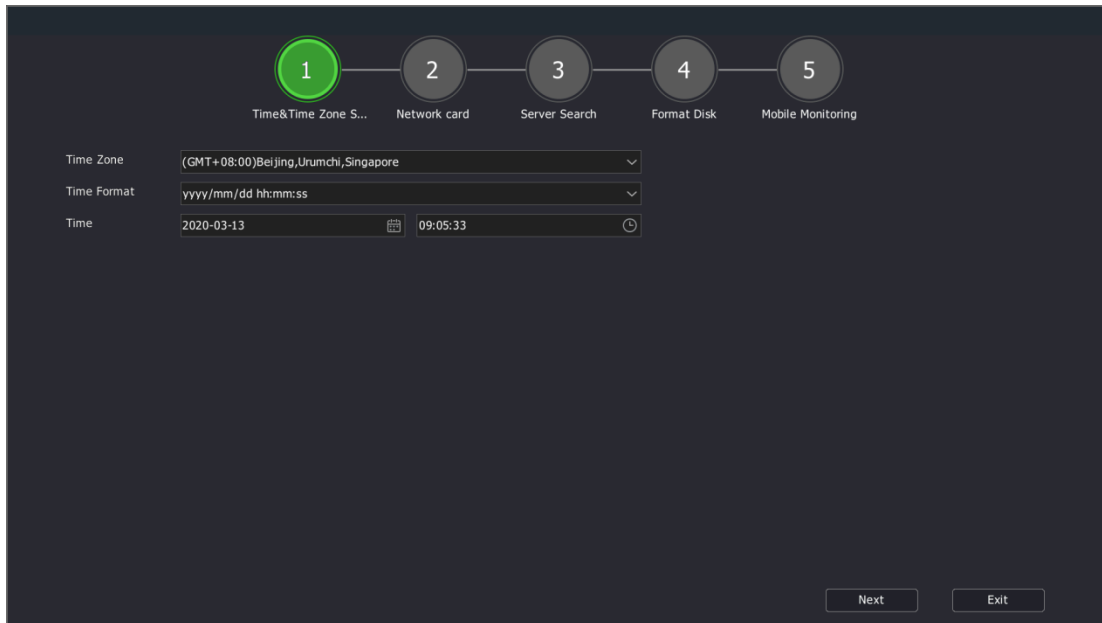 1 2 3 4 5
Time&Time Zone S... Network card Server Search Format Disk Mobile Monitoring
Time Zone (GMT+08:00)Beijing,Urumchi,Singapore
Time Format yyyy/mm/dd hh:mm:ss
Time 2020-03-13 09:05:33
Next Exit